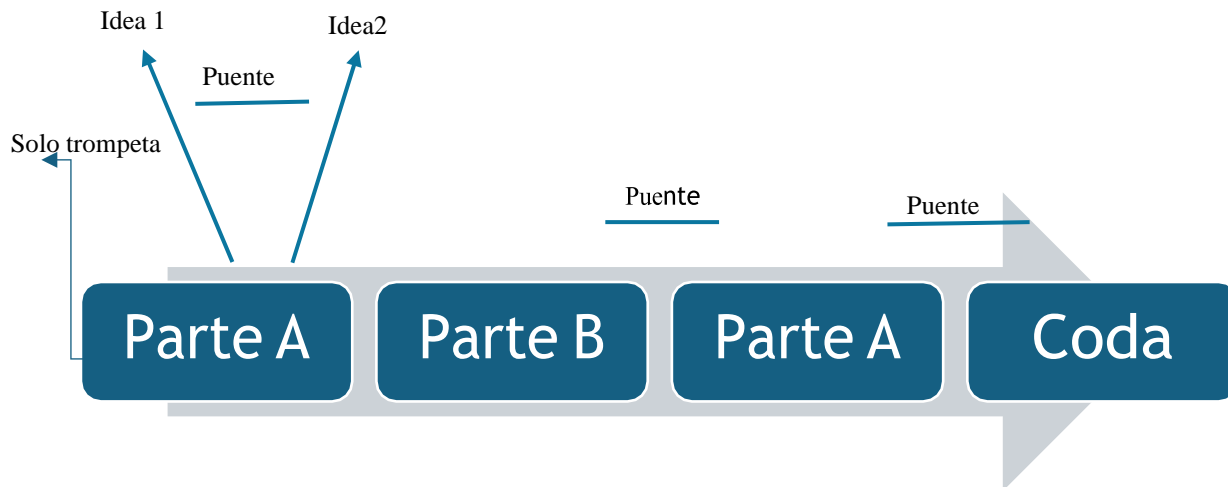 Idea 1
Idea2
Puente
Solo trompeta
Puente
Puente
Parte A
Parte B
Parte A
Coda